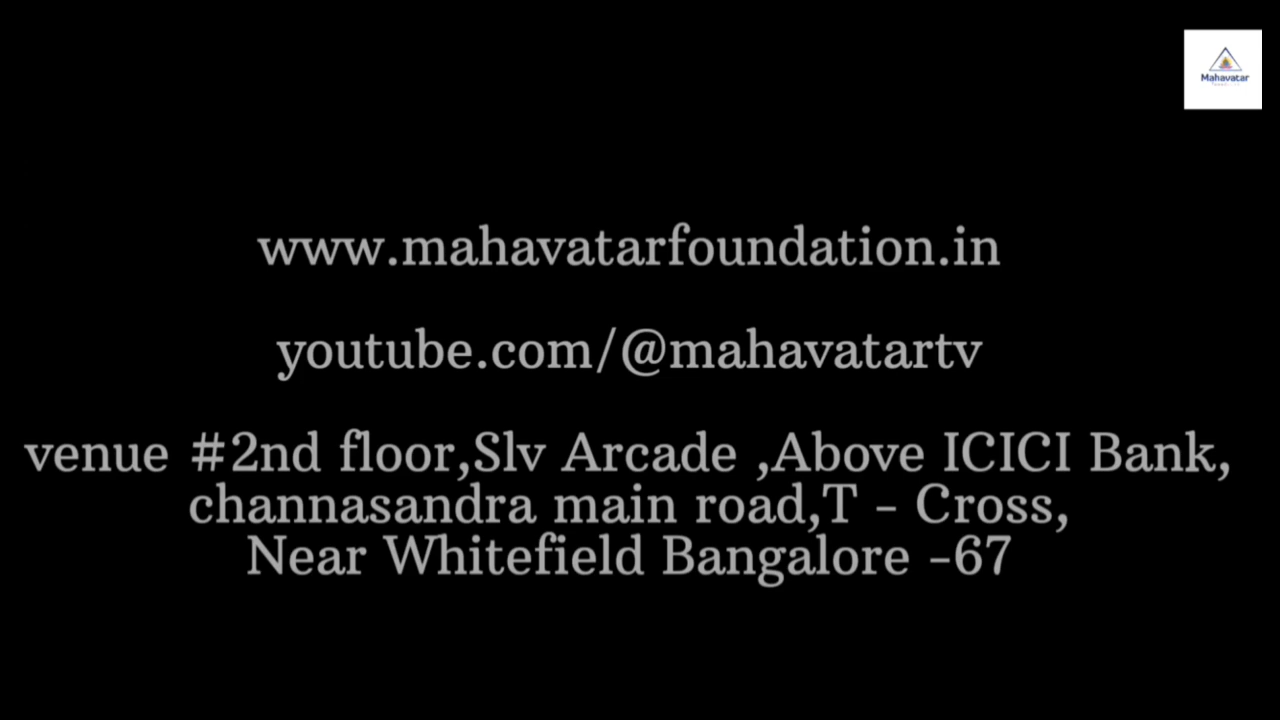 Mahavatar
www.mahavatarfoundation.in
youtube.com/@mahavatartv
venue #2nd floor,Slv Arcade ,Above ICICI Bank,
channasandra main road,T - Cross,
Near Whitefield Bangalore -67